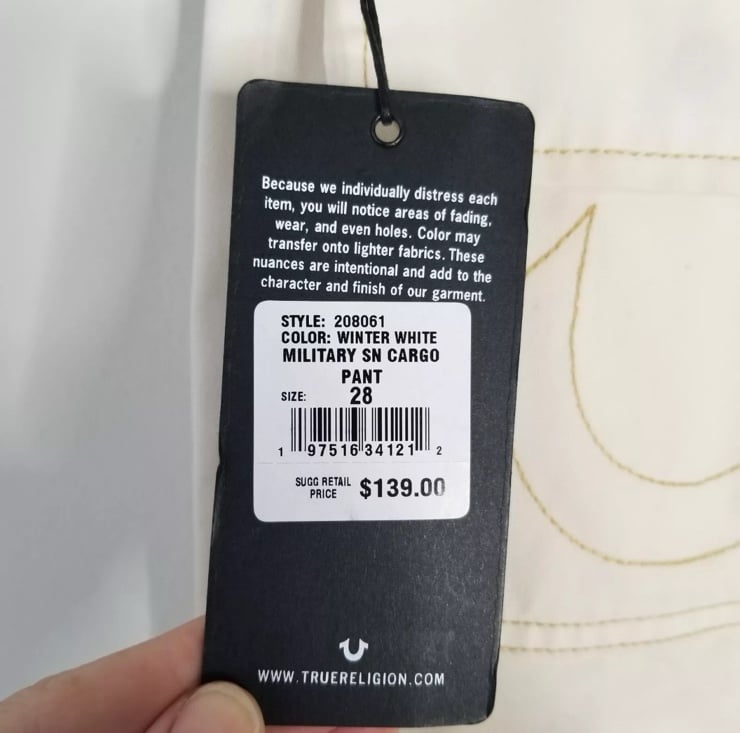 Because we individually distress each
item, you will notice areas of fading,
wear, and even holes. Color may
transfer onto lighter fabrics. These
nuances are intentional and add to the
character and finish of our garment.
STYLE: 208061
COLOR: WINTER WHITE
MILITARY SN CARGO
PANT
SIZE: 28
1 97516 34121 2
SUGG RETAIL
PRICE $139.00
WWW.TRUERELIGION.COM